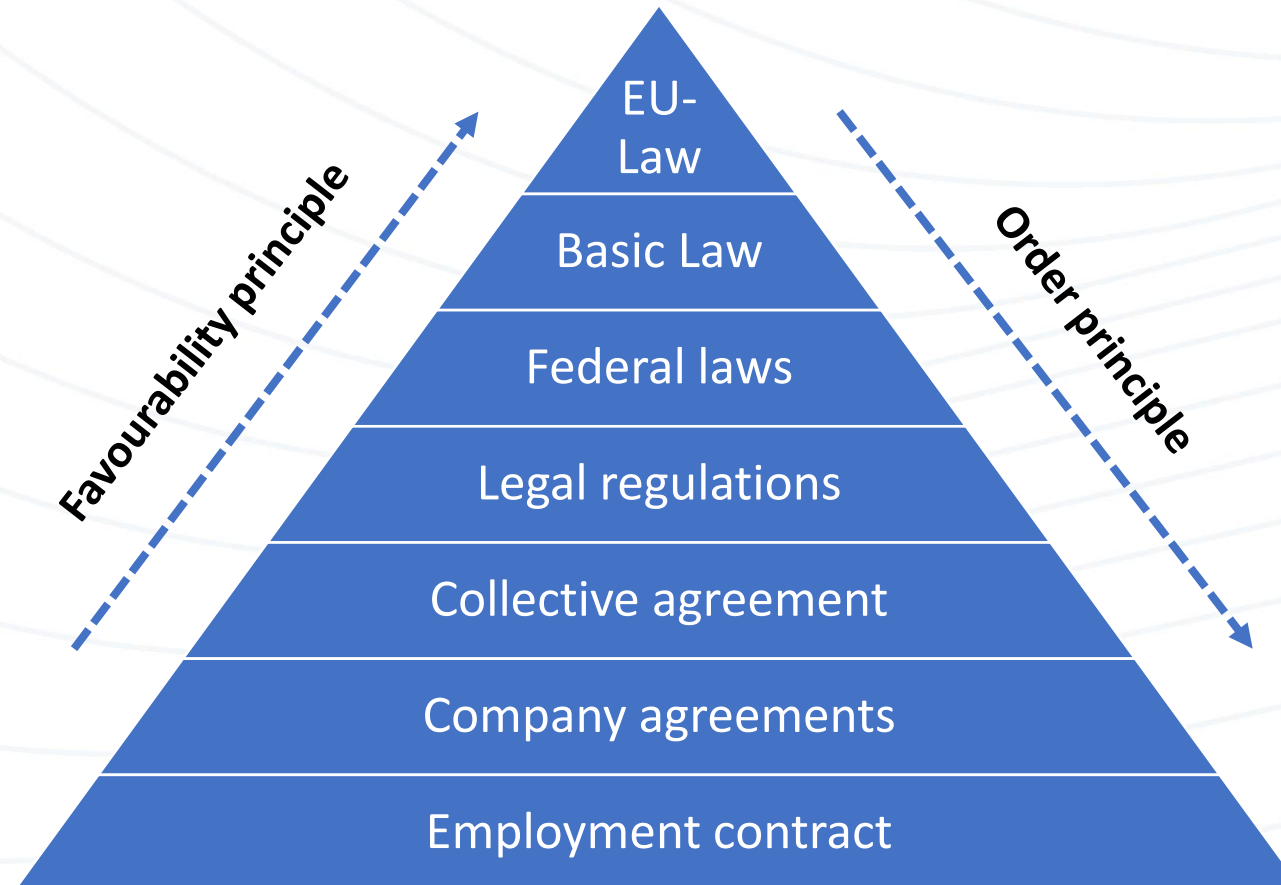 EU-
Law
Favourability principle
Order principle
Basic Law
Federal laws
Legal regulations
Collective agreement
Company agreements
Employment contract